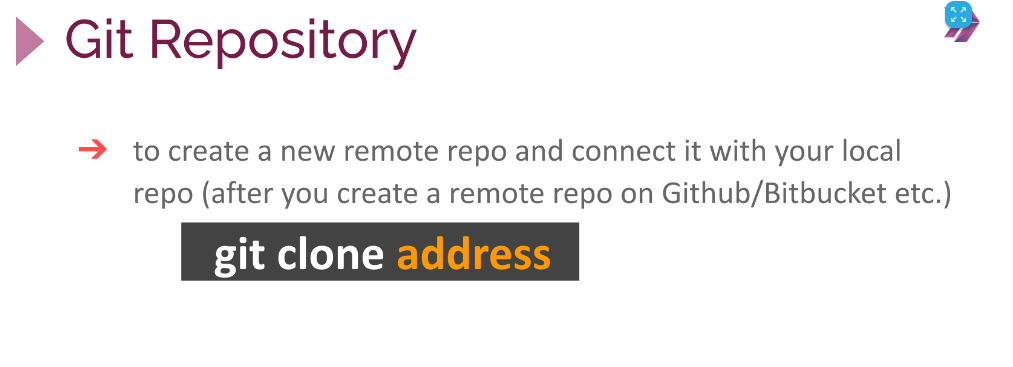 Git Repository
➔ to create a new remote repo and connect it with your local
repo (after you create a remote repo on Github/Bitbucket etc.)
git clone address